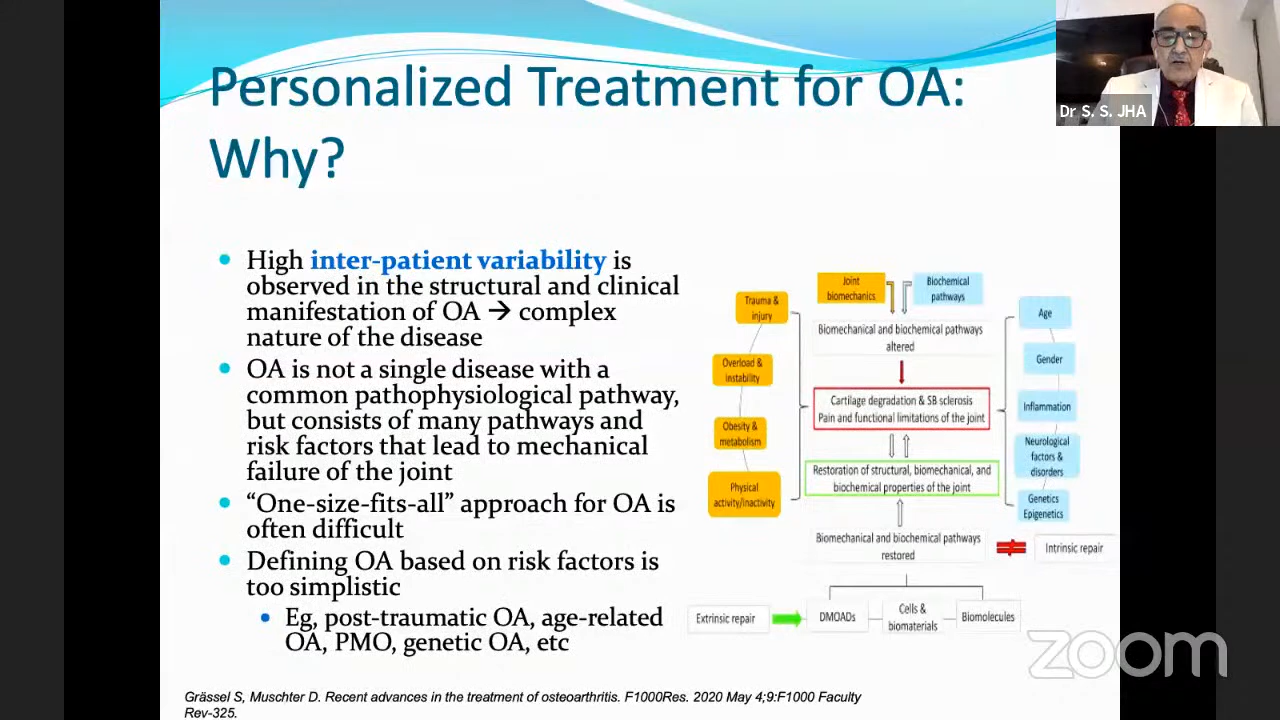 Personalized Treatment for OA:
Why?
Dr S. S. JHA
High inter-patient variability is
observed in the structural and clinical
manifestation of OA → complex
nature of the disease
OA is not a single disease with a
common pathophysiological pathway,
but consists of many pathways and
risk factors that lead to mechanical
failure of the joint
“One-size-fits-all” approach for OA is
often difficult
Defining OA based on risk factors is
too simplistic
Eg, post-traumatic OA, age-related
OA, PMO, genetic OA, etc
Joint
biomechanics
Biochemical
pathways
Trauma &
injury
Overload &
instability
Obesity &
metabolism
Physical
activity/inactivity
Biomechanical and biochemical pathways
altered
Cartilage degradation & SB sclerosis
Pain and functional limitations of the joint
Restoration of structural, biomechanical, and
biochemical properties of the joint
Biomechanical and biochemical pathways
restored
Age
Gender
Inflammation
Neurological
factors &
disorders
Genetics
Epigenetics
Intrinsic repair
Extrinsic repair
DMOADs
Cells &
biomaterials
Biomolecules
zoom
Grässel S, Muschter D. Recent advances in the treatment of osteoarthritis. F1000Res. 2020 May 4;9:F1000 Faculty
Rev-325.